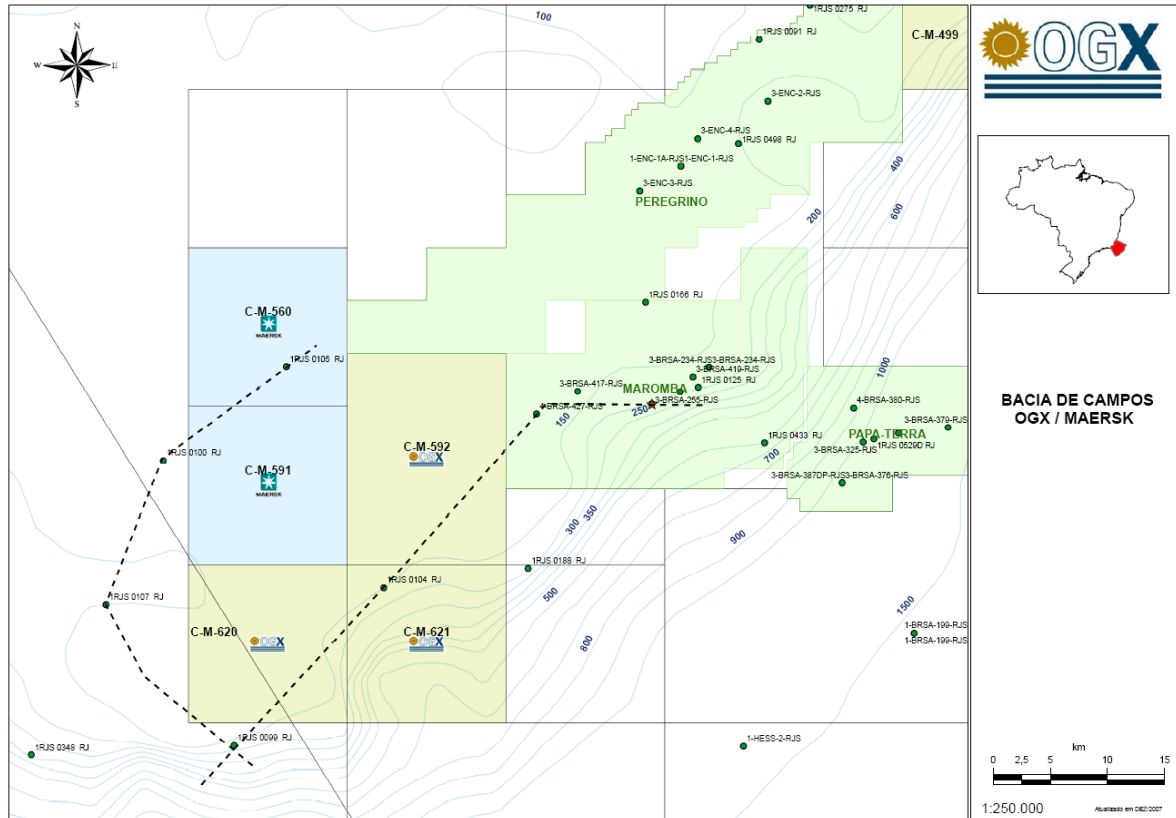 100
1RJS 0275 RJ
1RJS 0091 RJ
C-M-499
OGX
N
W
E
S
3-ENC-2-RJS
3-ENC-4-RJS
1RJS 0498 RJ
1-ENC-1A-RJS1-ENC-1-RJS
400
3-ENC-3-RJS
PEREGRINO
200
600
C-M-560
MAERSK
1RJS 0166 RJ
1RJS 0105 RJ
3-BRSA-234-RJS3-BRSA-234-RJS
1000
3-BRSA-419-RJS
3-BRSA-417-RJS
MAROMBA
1RJS 0125 RJ
3-BRSA-255-RJS
4-BRSA-427-RJS
150
250
4-BRSA-380-RJS
BACIA DE CAMPOS
OGX / MAERSK
3-BRSA-379-RJS
PAPA-TERRA
C-M-592
OGX
1RJS 0433 RJ
700
3-BRSA-325-RJS
1RJS 0529D RJ
1RJS 0100 RJ
C-M-591
MAERSK
3-BRSA-387DP-RJS3-BRSA-376-RJS
300
350
900
1RJS 0188 RJ
1RJS 0104 RJ
500
1RJS 0107 RJ
1500
C-M-620
OGX
C-M-621
OGX
800
1-BRSA-199-RJS
1-BRSA-199-RJS
1RJS 0099 RJ
1RJS 0348 RJ
1-HESS-2-RJS
km
0 2,5 5 10 15
1:250.000
Atualizado em DEZ/2007